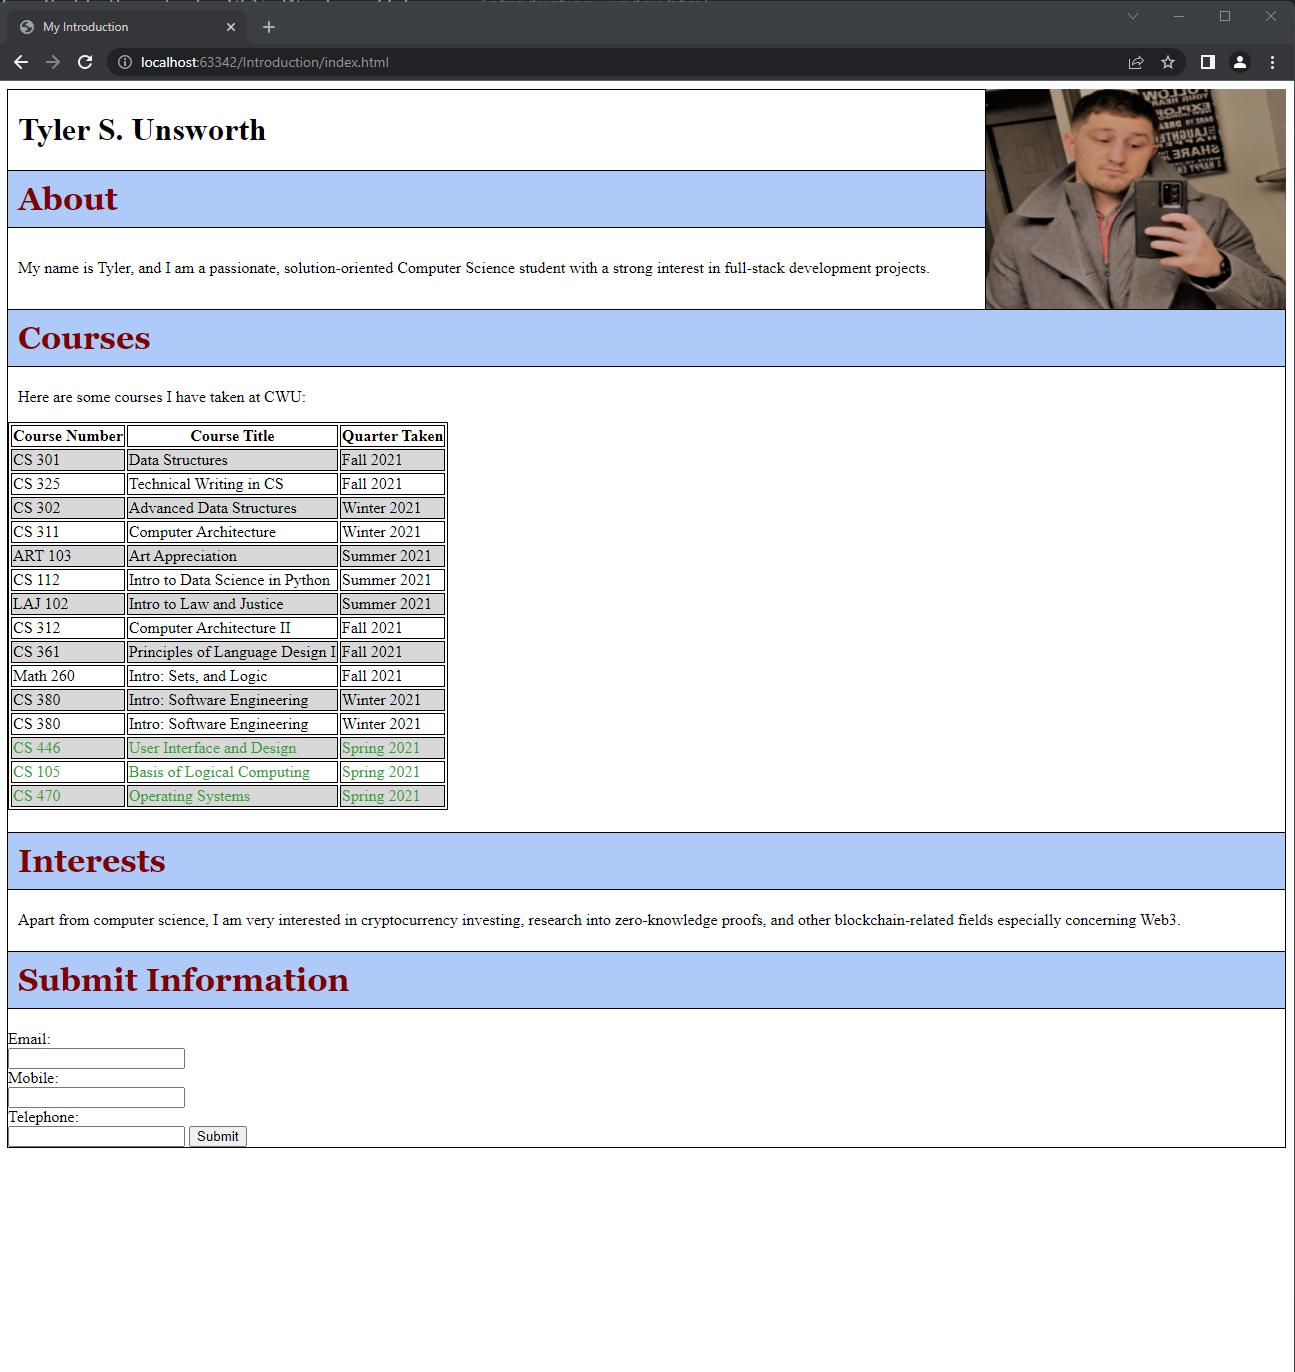 My Introduction
localhost:63342/Introduction/index.html
Tyler S. Unsworth
About
My name is Tyler, and I am a passionate, solution-oriented Computer Science student with a strong interest in full-stack development projects.
Courses
Here are some courses I have taken at CWU:
Course Number Course Title Quarter Taken
CS 301 Data Structures Fall 2021
CS 325 Technical Writing in CS Fall 2021
CS 302 Advanced Data Structures Winter 2021
CS 311 Computer Architecture Winter 2021
ART 103 Art Appreciation Summer 2021
CS 112 Intro to Data Science in Python Summer 2021
LAJ 102 Intro to Law and Justice Summer 2021
CS 312 Computer Architecture II Fall 2021
CS 361 Principles of Language Design I Fall 2021
Math 260 Intro: Sets, and Logic Fall 2021
CS 380 Intro: Software Engineering Winter 2021
CS 380 Intro: Software Engineering Winter 2021
CS 446 User Interface and Design Spring 2021
CS 105 Basis of Logical Computing Spring 2021
CS 470 Operating Systems Spring 2021
Interests
Apart from computer science, I am very interested in cryptocurrency investing, research into zero-knowledge proofs, and other blockchain-related fields especially concerning Web3.
Submit Information
Email:
Mobile:
Telephone:
Submit